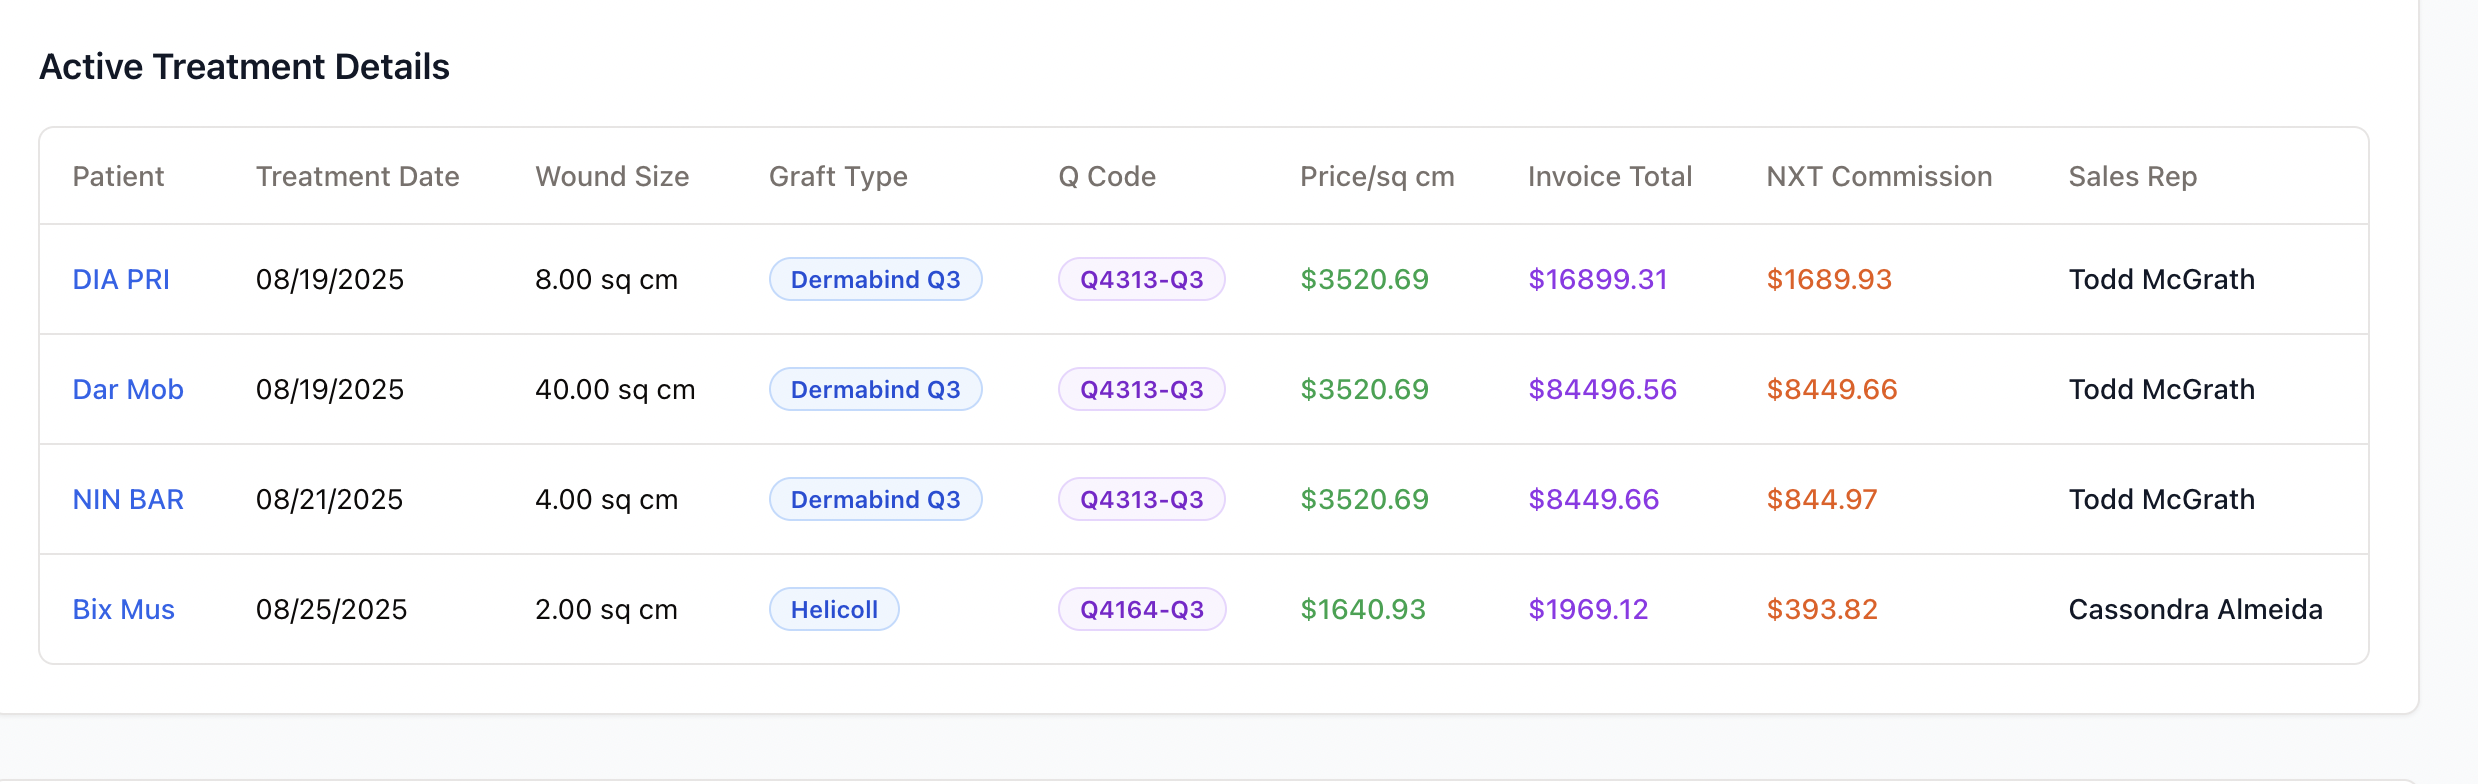 Active Treatment Details
Patient Treatment Date Wound Size Graft Type Q Code Price/sq cm Invoice Total NXT Commission Sales Rep
DIA PRI 08/19/2025 8.00 sq cm Dermabind Q3 Q4313-Q3 $3520.69 $16899.31 $1689.93 Todd McGrath
Dar Mob 08/19/2025 40.00 sq cm Dermabind Q3 Q4313-Q3 $3520.69 $84496.56 $8449.66 Todd McGrath
NIN BAR 08/21/2025 4.00 sq cm Dermabind Q3 Q4313-Q3 $3520.69 $8449.66 $844.97 Todd McGrath
Bix Mus 08/25/2025 2.00 sq cm Helicoll Q4164-Q3 $1640.93 $1969.12 $393.82 Cassondra Almeida